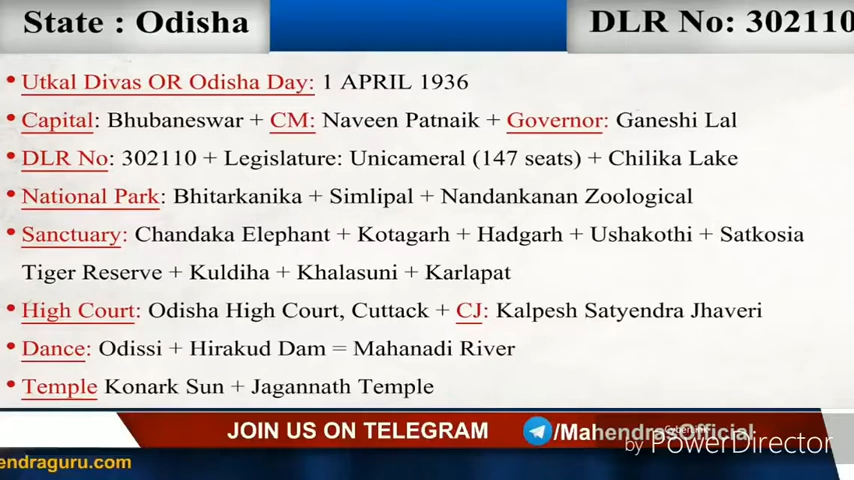 State : Odisha
DLR No: 302110
• Utkal Divas OR Odisha Day: 1 APRIL 1936
• Capital: Bhubaneswar + CM: Naveen Patnaik + Governor: Ganeshi Lal
• DLR No: 302110 + Legislature: Unicameral (147 seats) + Chilika Lake
• National Park: Bhitarkanika + Simlipal + Nandankanan Zoological
• Sanctuary: Chandaka Elephant + Kotagarh + Hadgarh + Ushakothi + Satkosia
Tiger Reserve + Kuldiha + Khalasuni + Karlapat
• High Court: Odisha High Court, Cuttack + CJ: Kalpesh Satyendra Jhaveri
• Dance: Odissi + Hirakud Dam = Mahanadi River
• Temple Konark Sun + Jagannath Temple
JOIN US ON TELEGRAM /Mahendrasofficial
by PowerDirector
endraguru.com